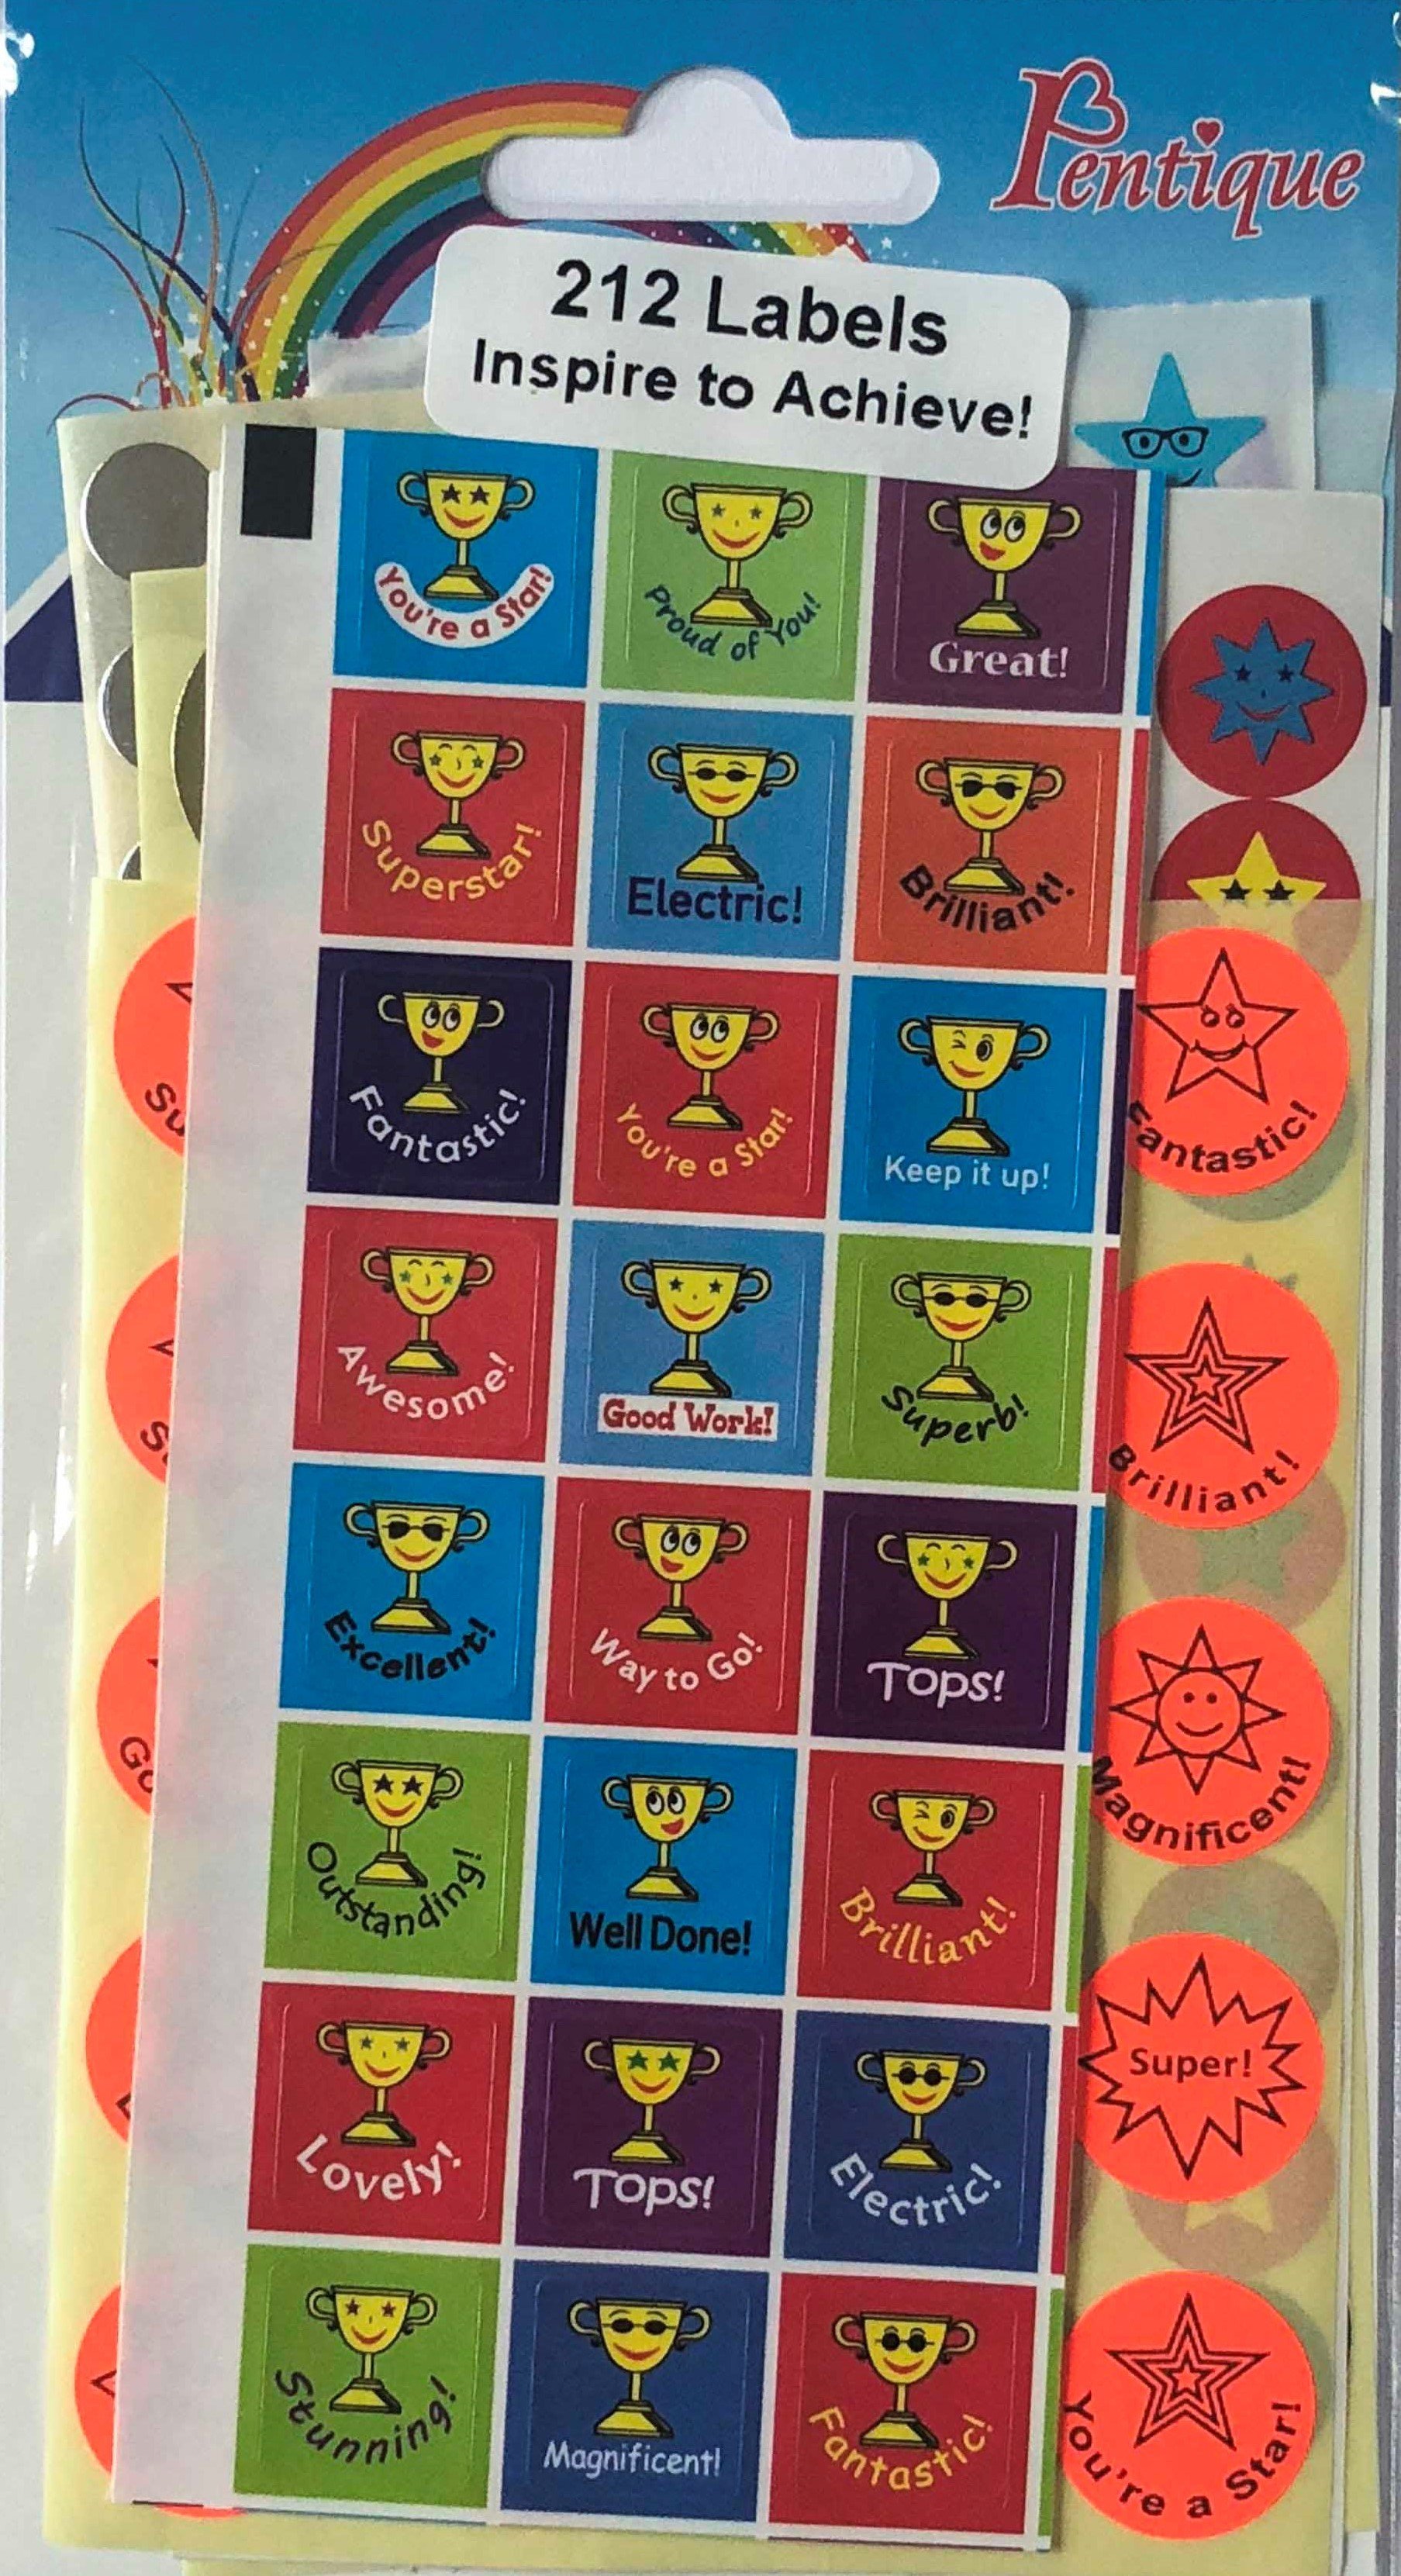 Pentique
212 Labels
Inspire to Achieve!
You're a Star!
Proud of You!
Great!
Superstar!
Electric!
Brilliant!
Fantastic!
You're a Star!
Keep it up!
Fantastic!
Su
Awesome!
Good Work!
Superb!
Brilliant!
Excellent!
Way to Go!
Tops!
Magnificent!
Go
Outstanding!
Well Done!
Brilliant!
Super!
Lovely!
Tops!
Electric!
Stunning!
Magnificent!
Fantastic!
You're a Star!